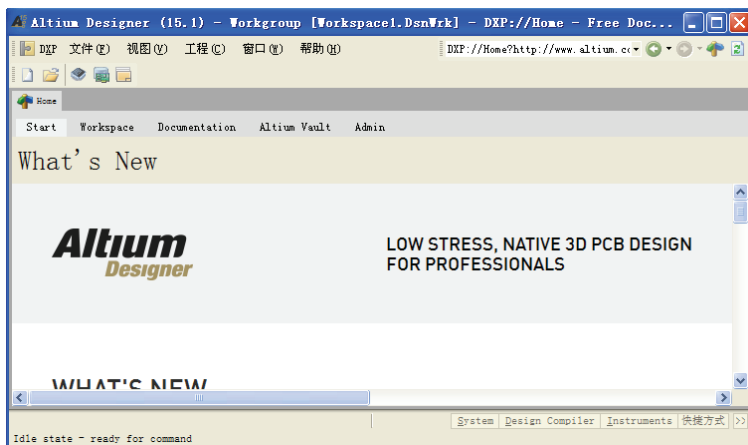 Altium Designer (15.1) - Workgroup [Workspace1.DsnWrk] - DXP://Home - Free Doc...
DXP 文件(F) 视图(V) 工程(C) 窗口(W) 帮助(H) DXP://Home?http://www.altium.co
Home
Start Workspace Documentation Altium Vault Admin
What's New
Altium
Designer
LOW STRESS, NATIVE 3D PCB DESIGN
FOR PROFESSIONALS
WHAT'S NEW
System Design Compiler Instruments 快捷方式 >>
Idle state - ready for command